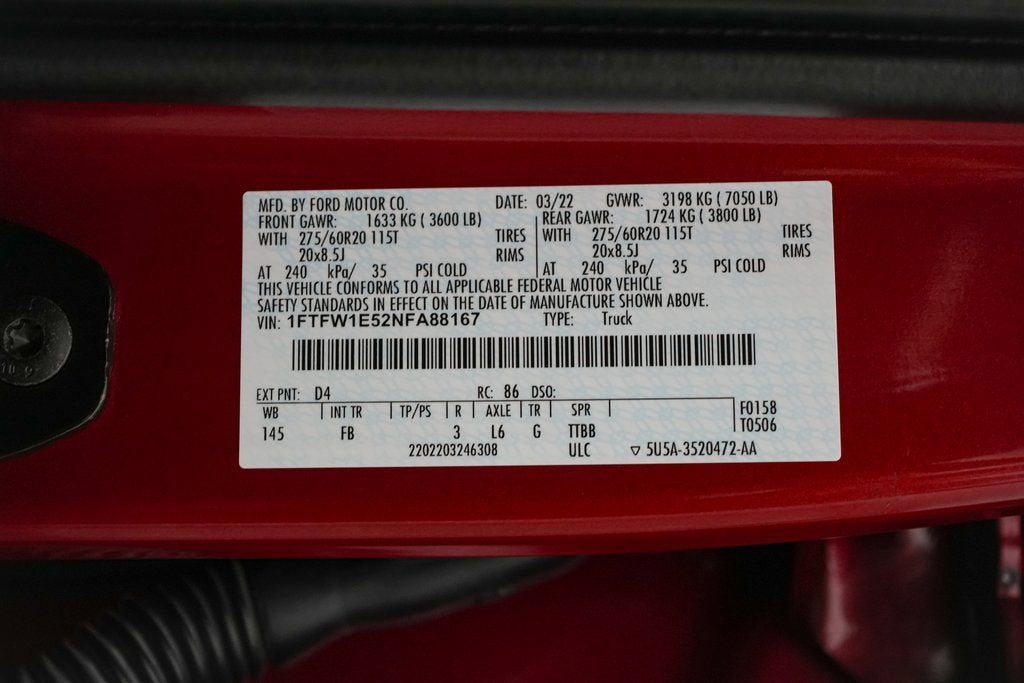 MFD. BY FORD MOTOR CO. DATE: 03/22 GVWR: 3198 KG ( 7050 LB)
FRONT GAWR: 1633 KG ( 3600 LB) REAR GAWR: 1724 KG ( 3800 LB)
WITH 275/60R20 115T TIRES WITH 275/60R20 115T TIRES
20x8.5J RIMS 20x8.5J RIMS
AT 240 kPa/ 35 PSI COLD AT 240 kPa/ 35 PSI COLD
THIS VEHICLE CONFORMS TO ALL APPLICABLE FEDERAL MOTOR VEHICLE
SAFETY STANDARDS IN EFFECT ON THE DATE OF MANUFACTURE SHOWN ABOVE.
VIN: 1FTFW1E52NFA88167 TYPE: Truck
EXT PNT: D4 RC: 86 DSO:
WB INT TR TP/PS R AXLE TR SPR F0158
145 FB 3 L6 G TTBB T0506
2202203246308 ULC ▽ 5U5A-3520472-AA